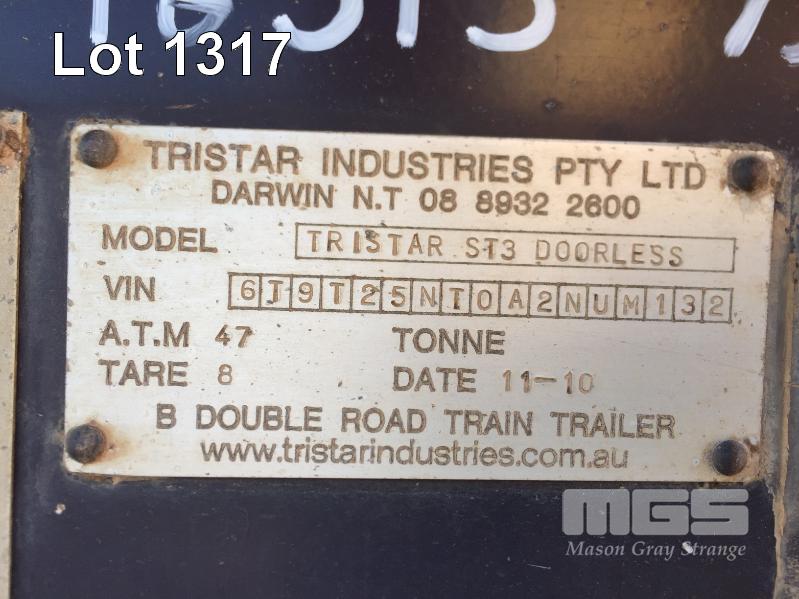 Lot 1317
TRISTAR INDUSTRIES PTY LTD
DARWIN N.T 08 8932 2600
MODEL TRISTAR ST3 DOORLESS
VIN 6J9T25NT0A2NUM132
A.T.M 47 TONNE
TARE 8 DATE 11-10
B DOUBLE ROAD TRAIN TRAILER
www.tristarindustries.com.au
MGS
Mason Gray Strange